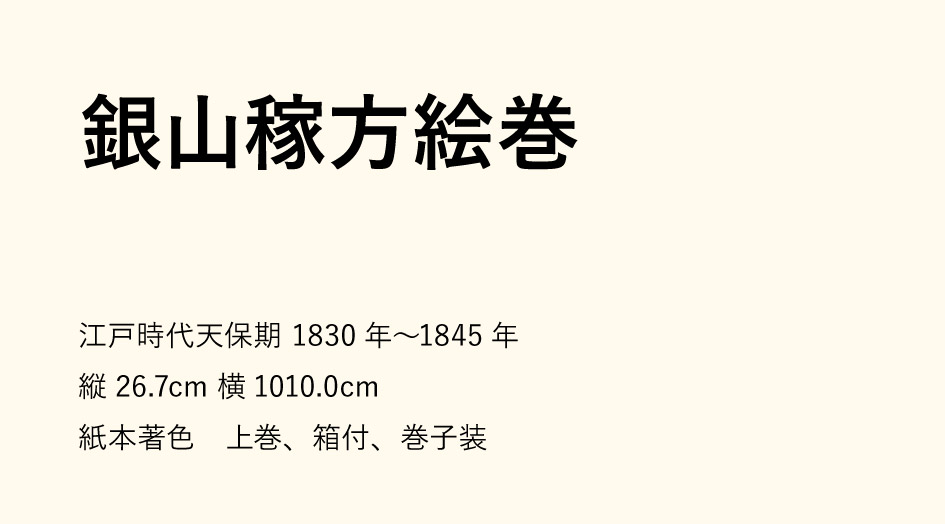 銀山稼方絵巻
江戸時代天保期 1830 年〜1845 年
縦 26.7cm 横 1010.0cm
紙本著色　上巻、箱付、巻子装